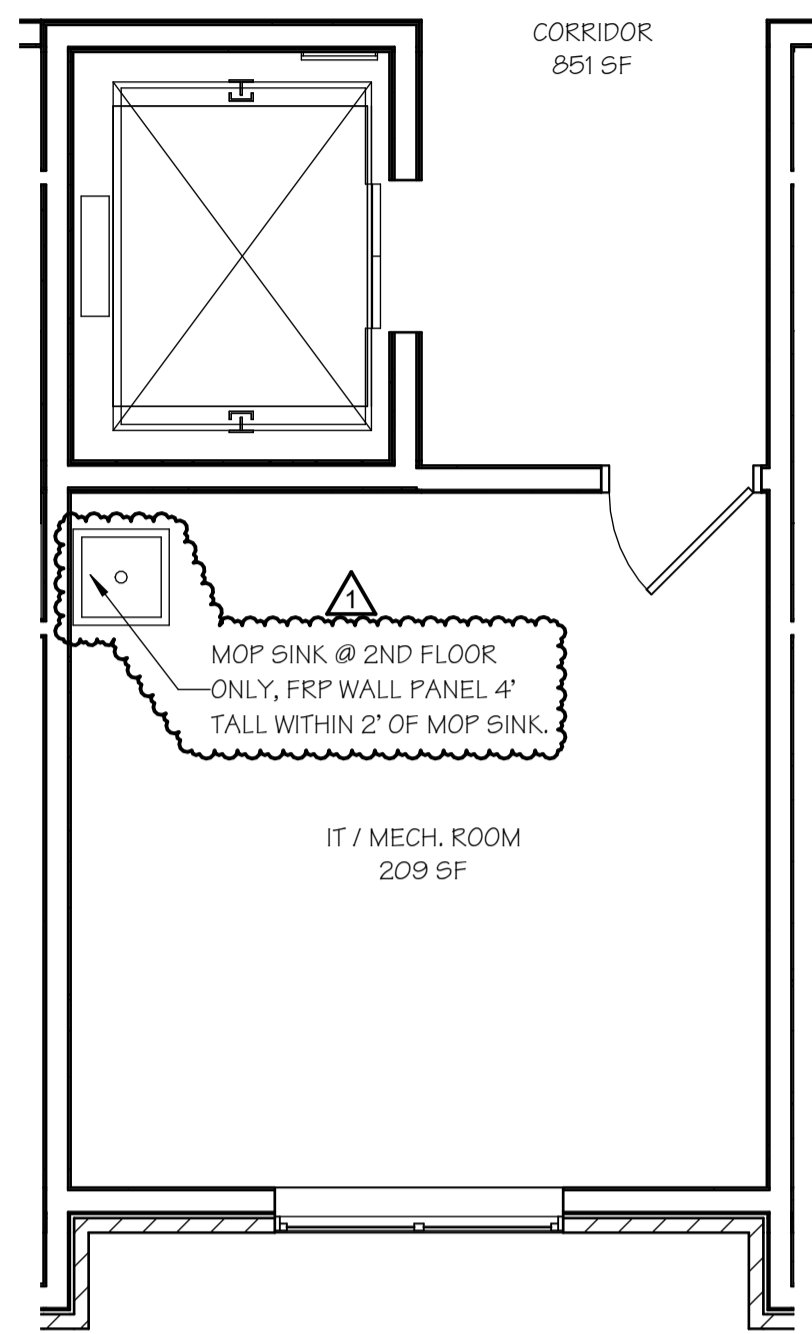 CORRIDOR
851 SF
1
MOP SINK @ 2ND FLOOR
ONLY, FRP WALL PANEL 4'
TALL WITHIN 2' OF MOP SINK.
IT / MECH. ROOM
209 SF